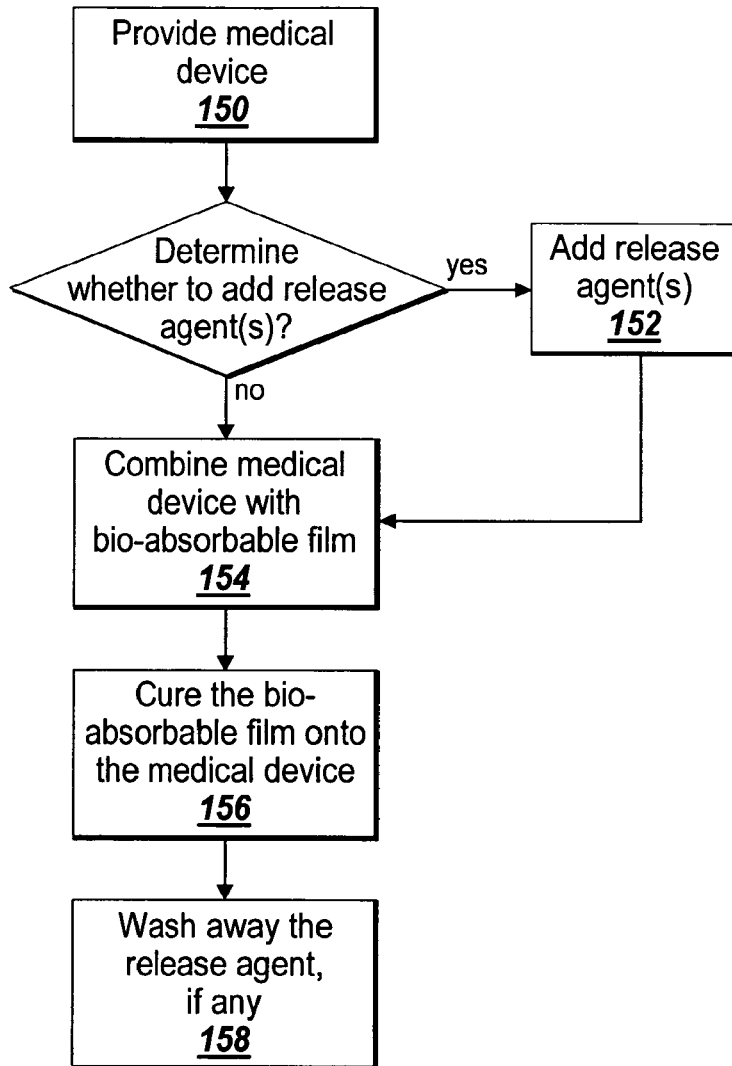 Provide medical
device
150
Determine
whether to add release
agent(s)?
yes
Add release
agent(s)
152
no
Combine medical
device with
bio-absorbable film
154
Cure the bio-
absorbable film onto
the medical device
156
Wash away the
release agent,
if any
158